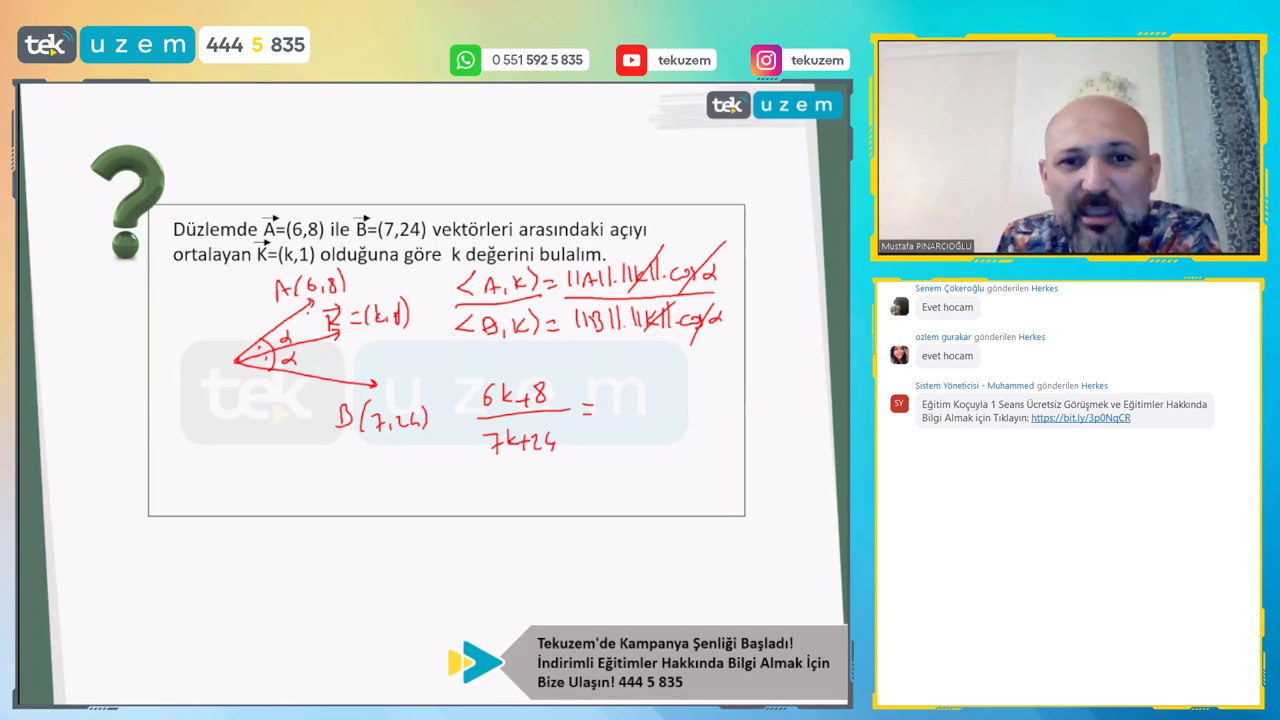 tek uzem 444 5 835
0 551 592 5 835 tekuzem tekuzem
tek uzem
?
Düzlemde A=(6,8) ile B=(7,24) vektörleri arasındaki açıyı
ortalayan K=(k,1) olduğuna göre k değerini bulalım.
A(6,8)
K=(k,1)
α
α
B(7,24)
<A,K>=||A||.||K||.cosα
<B,K>=||B||.||K||.cosα
6k+8
7k+24
=
tek uzem
Tekuzem'de Kampanya Şenliği Başladı!
İndirimli Eğitimler Hakkında Bilgi Almak İçin
Bize Ulaşın! 444 5 835
Mustafa PINARCIOĞLU
Senem Çökeroğlu gönderilen Herkes
Evet hocam
ozlem gurakar gönderilen Herkes
evet hocam
Sistem Yöneticisi - Muhammed gönderilen Herkes
SY
Eğitim Koçuyla 1 Seans Ücretsiz Görüşmek ve Eğitimler Hakkında
Bilgi Almak için Tıklayın: https://bit.ly/3p0NqCR